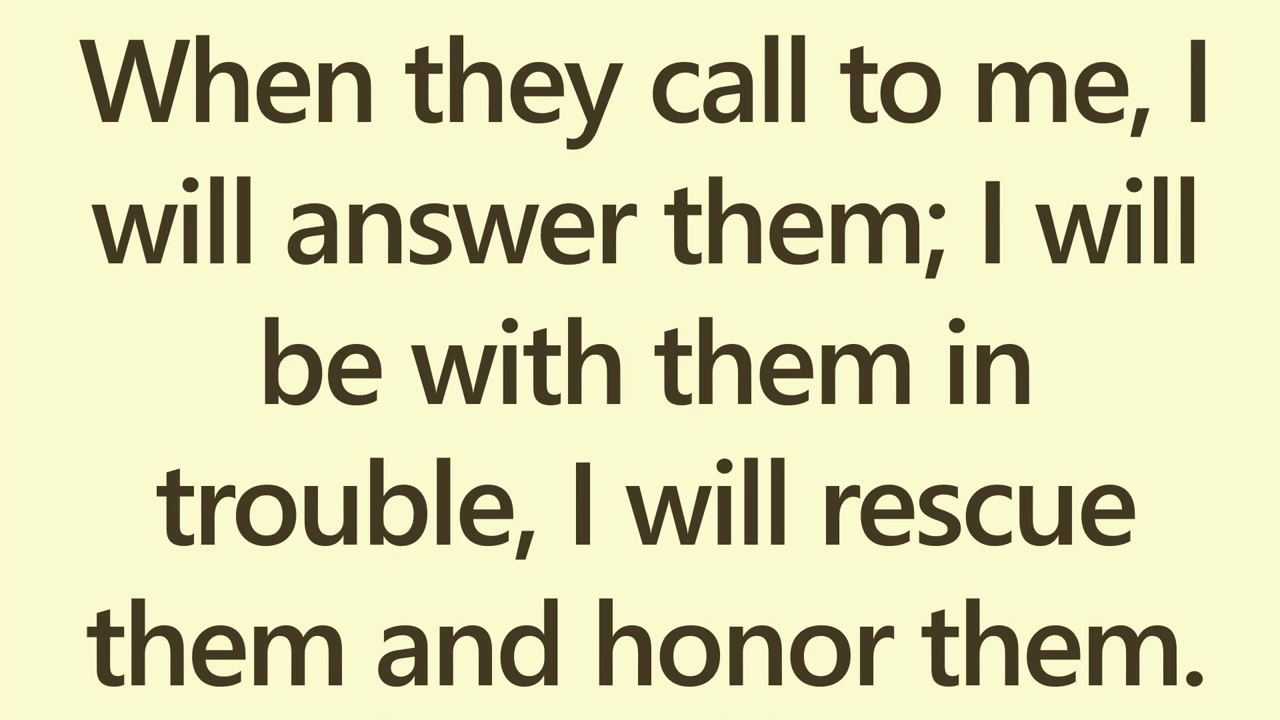 When they call to me, I
will answer them; I will
be with them in
trouble, I will rescue
them and honor them.